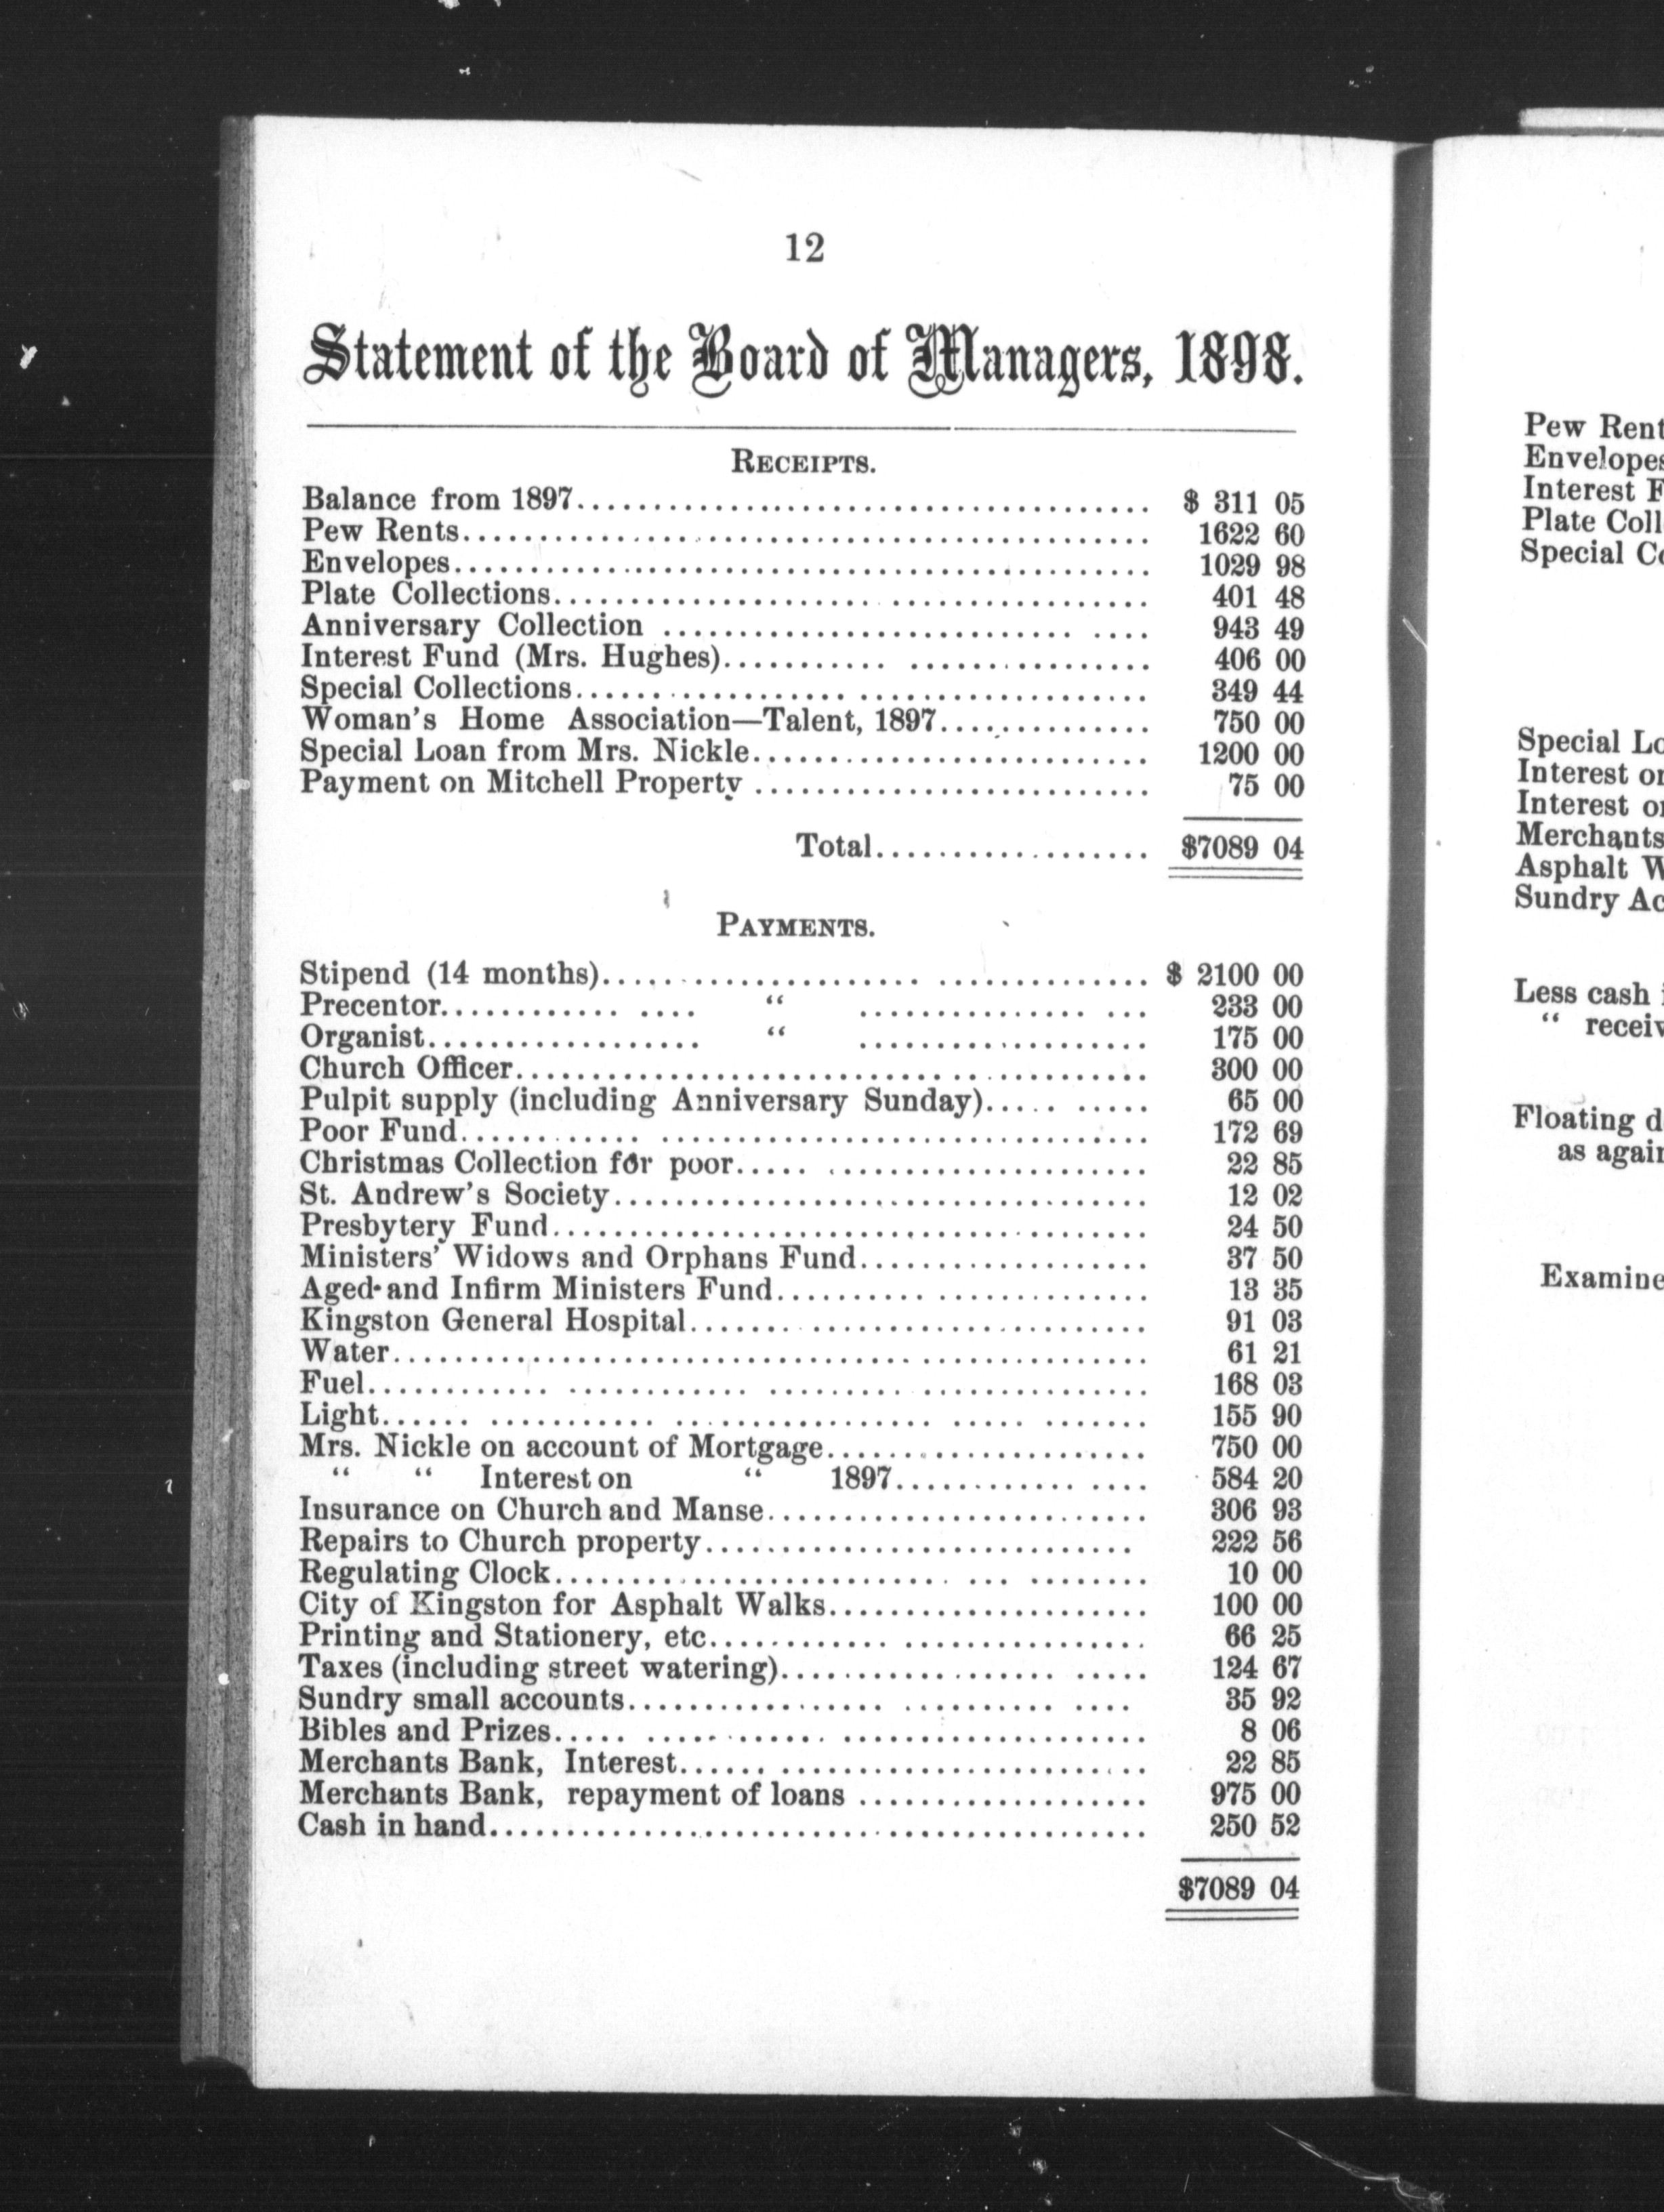 12
Statement of the Board of Managers, 1898.
RECEIPTS.
Balance from 1897........ $ 311 05
Pew Rents........ 1622 60
Envelopes........ 1029 98
Plate Collections........ 401 48
Anniversary Collection ........ 943 49
Interest Fund (Mrs. Hughes)........ 406 00
Special Collections........ 349 44
Woman's Home Association—Talent, 1897........ 750 00
Special Loan from Mrs. Nickle........ 1200 00
Payment on Mitchell Property ........ 75 00
Total........ $7089 04
PAYMENTS.
Stipend (14 months)........ $ 2100 00
Precentor........ “ ........ 233 00
Organist........ “ ........ 175 00
Church Officer........ 300 00
Pulpit supply (including Anniversary Sunday)........ 65 00
Poor Fund........ 172 69
Christmas Collection for poor........ 22 85
St. Andrew's Society........ 12 02
Presbytery Fund........ 24 50
Ministers' Widows and Orphans Fund........ 37 50
Aged and Infirm Ministers Fund........ 13 35
Kingston General Hospital........ 91 03
Water........ 61 21
Fuel........ 168 03
Light........ 155 90
Mrs. Nickle on account of Mortgage........ 750 00
“ “ Interest on “ 1897........ 584 20
Insurance on Church and Manse........ 306 93
Repairs to Church property........ 222 56
Regulating Clock........ 10 00
City of Kingston for Asphalt Walks........ 100 00
Printing and Stationery, etc........ 66 25
Taxes (including street watering)........ 124 67
Sundry small accounts........ 35 92
Bibles and Prizes........ 8 06
Merchants Bank, Interest........ 22 85
Merchants Bank, repayment of loans ........ 975 00
Cash in hand........ 250 52
$7089 04
Pew Rent
Envelopes
Interest F
Plate Coll
Special Co
Special Lo
Interest on
Interest on
Merchants
Asphalt W
Sundry Ac
Less cash i
“ receiv
Floating d
as again
Examine